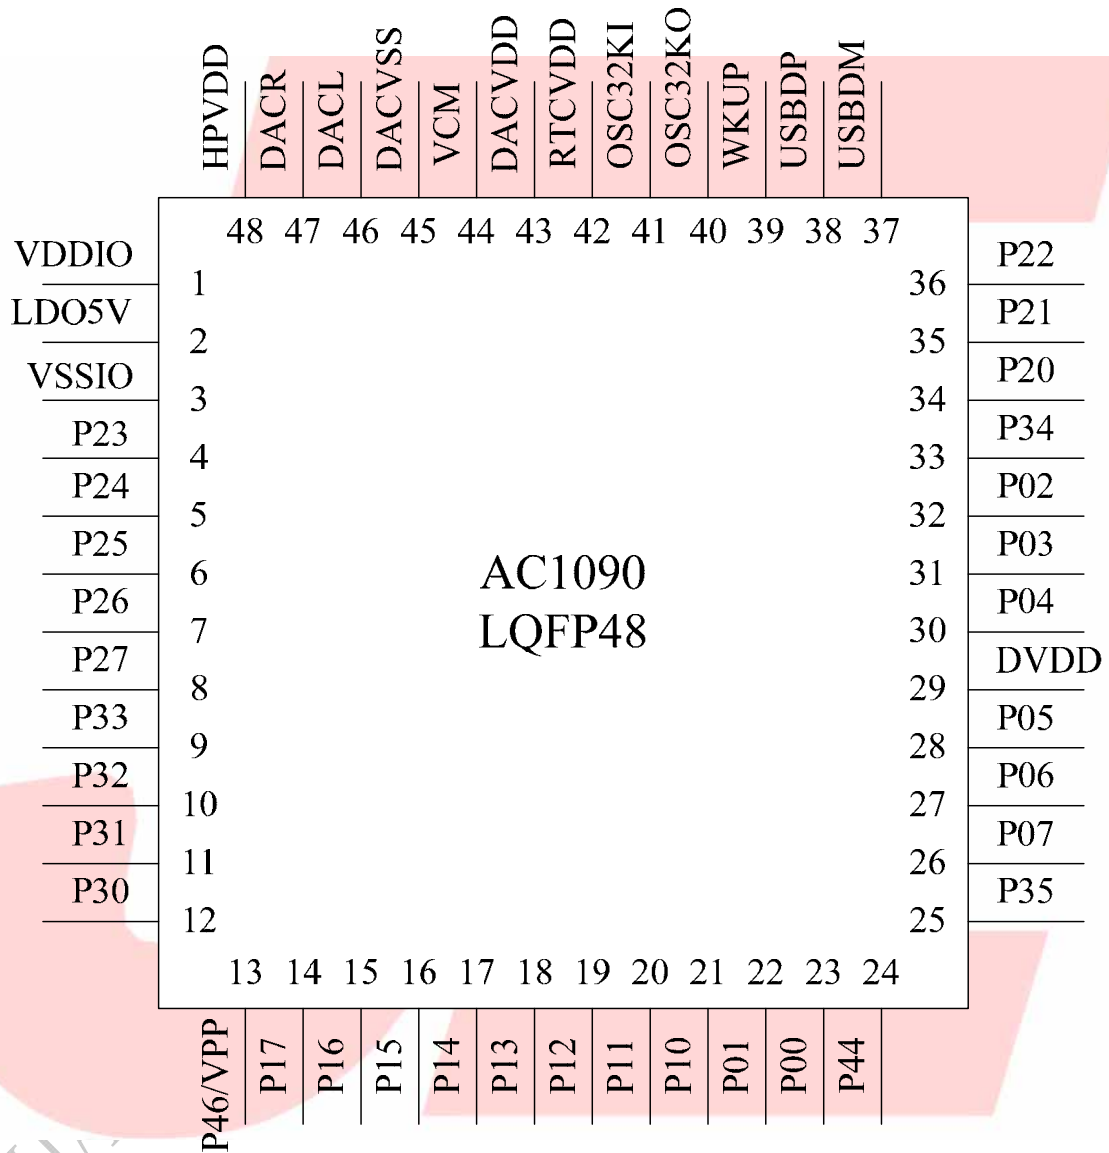 HPVDD DACR DACL DACVSS VCM DACVDD RTCVDD OSC32KI OSC32KO WKUP USBDP USBDM
48 47 46 45 44 43 42 41 40 39 38 37
VDDIO 1 36 P22
LDO5V 2 35 P21
VSSIO 3 34 P20
P23 4 33 P34
P24 5 32 P02
P25 6 31 P03
P26 7 30 P04
P27 8 29 DVDD
P33 9 28 P05
P32 10 27 P06
P31 11 26 P07
P30 12 25 P35
AC1090
LQFP48
13 14 15 16 17 18 19 20 21 22 23 24
P46/VPP P17 P16 P15 P14 P13 P12 P11 P10 P01 P00 P44